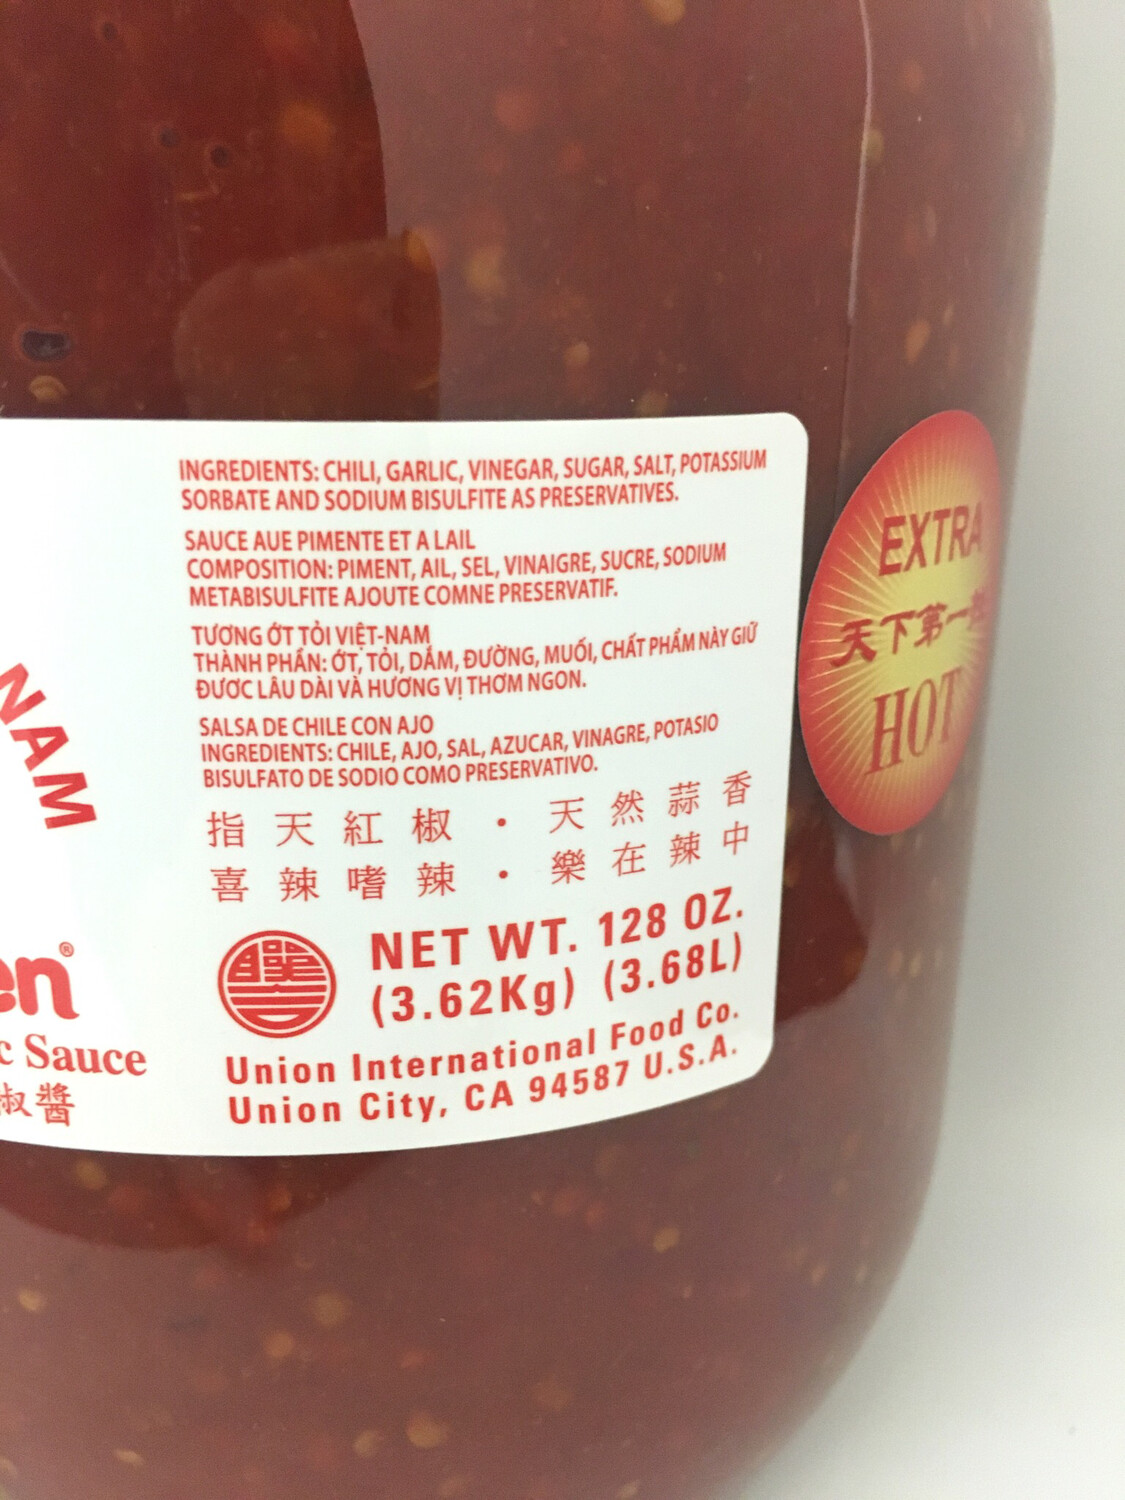 INGREDIENTS: CHILI, GARLIC, VINEGAR, SUGAR, SALT, POTASSIUM
SORBATE AND SODIUM BISULFITE AS PRESERVATIVES.
SAUCE AUE PIMENTE ET A LAIL
COMPOSITION: PIMENT, AIL, SEL, VINAIGRE, SUCRE, SODIUM
METABISULFITE AJOUTE COMNE PRESERVATIF.
TƯƠNG ỚT TỎI VIỆT-NAM
THÀNH PHẦN: ỚT, TỎI, DẤM, ĐƯỜNG, MUỐI, CHẤT PHẨM NÀY GIỮ
ĐƯƠC LÂU DÀI VÀ HƯƠNG VỊ THƠM NGON.
SALSA DE CHILE CON AJO
INGREDIENTS: CHILE, AJO, SAL, AZUCAR, VINAGRE, POTASIO
BISULFATO DE SODIO COMO PRESERVATIVO.
指天紅椒・天然蒜香
喜辣嗜辣・樂在辣中
NET WT. 128 OZ.
(3.62Kg) (3.68L)
Union International Food Co.
Union City, CA 94587 U.S.A.
NAM
en®
c Sauce
椒醬
EXTRA
天下第一
HOT